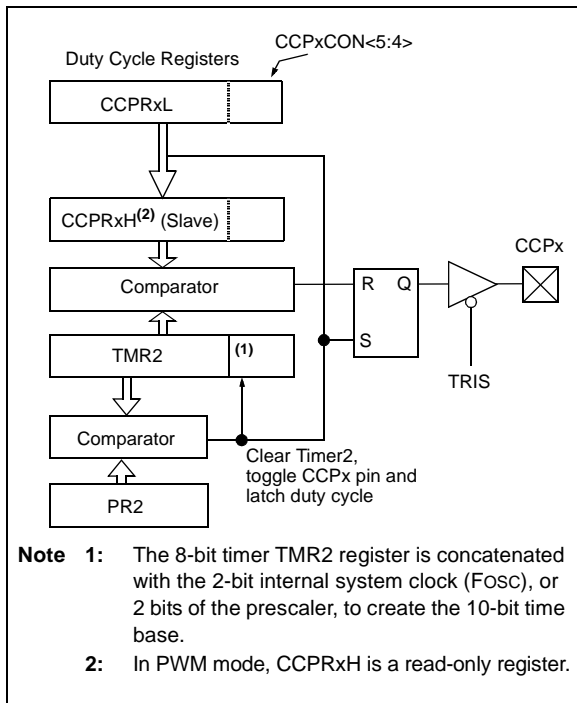 CCPxCON<5:4>
Duty Cycle Registers
CCPRxL
CCPRxH(2) (Slave)
CCPx
Comparator
R Q
TMR2 (1)
S
TRIS
Comparator
Clear Timer2,
toggle CCPx pin and
latch duty cycle
PR2
Note 1: The 8-bit timer TMR2 register is concatenated
with the 2-bit internal system clock (FOSC), or
2 bits of the prescaler, to create the 10-bit time
base.
2: In PWM mode, CCPRxH is a read-only register.